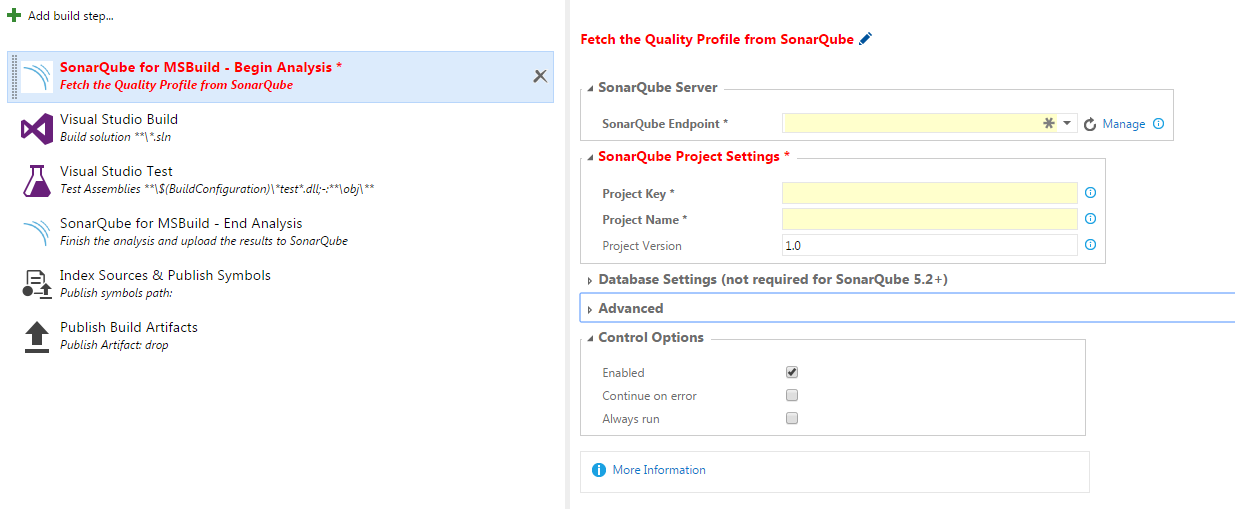 Add build step...
SonarQube for MSBuild - Begin Analysis *
Fetch the Quality Profile from SonarQube
Visual Studio Build
Build solution **\*.sln
Visual Studio Test
Test Assemblies **\$(BuildConfiguration)\*test*.dll;-:**\obj\**
SonarQube for MSBuild - End Analysis
Finish the analysis and upload the results to SonarQube
Index Sources & Publish Symbols
Publish symbols path:
Publish Build Artifacts
Publish Artifact: drop
Fetch the Quality Profile from SonarQube
SonarQube Server
SonarQube Endpoint * Manage
SonarQube Project Settings *
Project Key *
Project Name *
Project Version 1.0
Database Settings (not required for SonarQube 5.2+)
Advanced
Control Options
Enabled
Continue on error
Always run
More Information